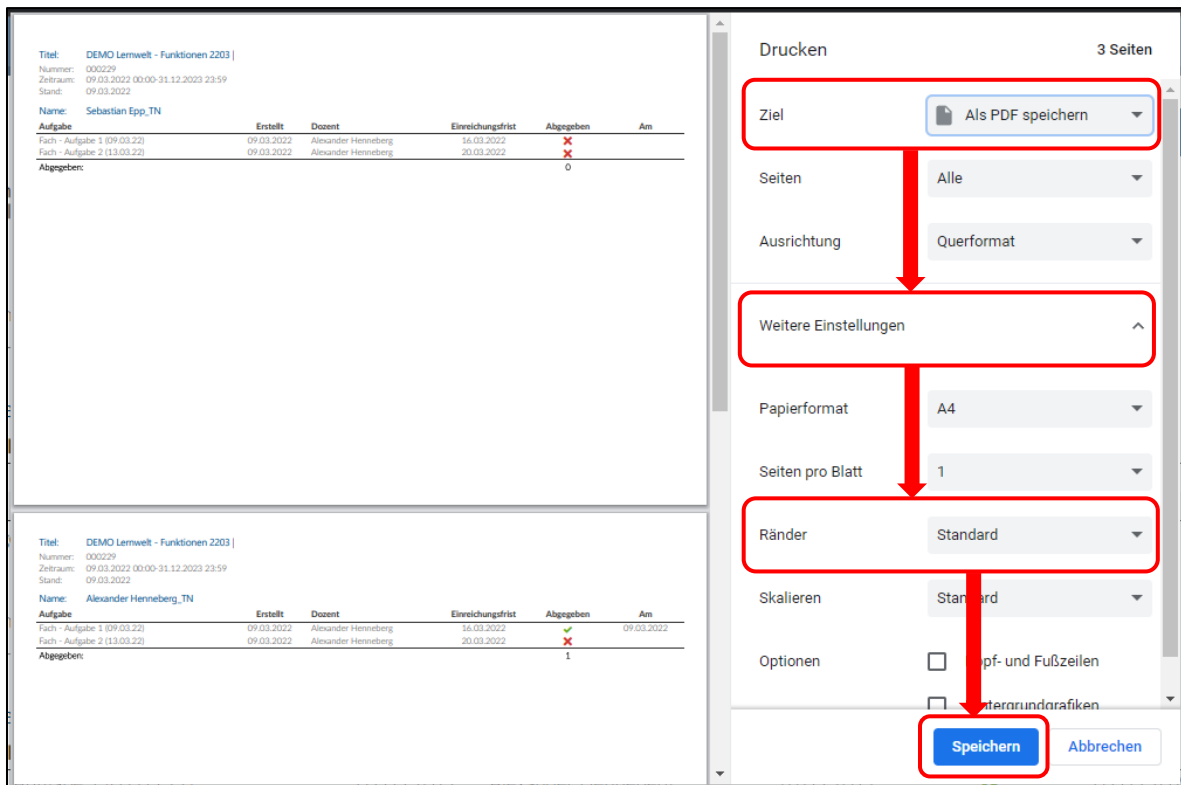 Titel: DEMO Lernwelt - Funktionen 2203 |
Nummer: 000229
Zeitraum: 09.03.2022 00:00-31.12.2023 23:59
Stand: 09.03.2022
Name: Sebastian Epp_TN
Aufgabe Erstellt Dozent Einreichungsfrist Abgegeben Am
Fach - Aufgabe 1 (09.03.22) 09.03.2022 Alexander Henneberg 16.03.2022
Fach - Aufgabe 2 (13.03.22) 09.03.2022 Alexander Henneberg 20.03.2022
Abgegeben: 0
Titel: DEMO Lernwelt - Funktionen 2203 |
Nummer: 000229
Zeitraum: 09.03.2022 00:00-31.12.2023 23:59
Stand: 09.03.2022
Name: Alexander Henneberg_TN
Aufgabe Erstellt Dozent Einreichungsfrist Abgegeben Am
Fach - Aufgabe 1 (09.03.22) 09.03.2022 Alexander Henneberg 16.03.2022 09.03.2022
Fach - Aufgabe 2 (13.03.22) 09.03.2022 Alexander Henneberg 20.03.2022
Abgegeben: 1
Drucken 3 Seiten
Ziel Als PDF speichern
Seiten Alle
Ausrichtung Querformat
Weitere Einstellungen
Papierformat A4
Seiten pro Blatt 1
Ränder Standard
Skalieren Standard
Optionen Kopf- und Fußzeilen
Hintergrundgrafiken
Speichern Abbrechen